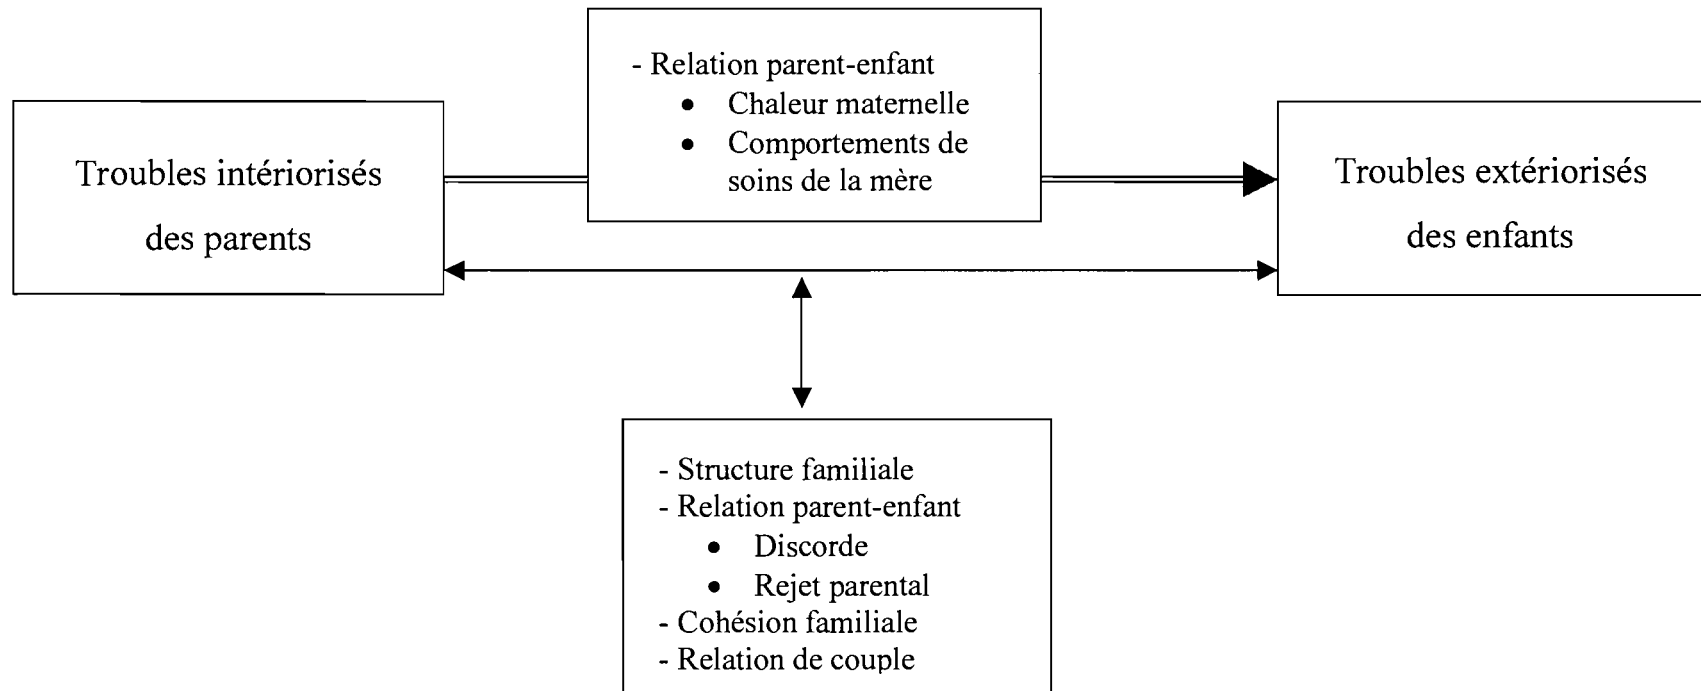 - Relation parent-enfant
• Chaleur maternelle
• Comportements de
soins de la mère
Troubles intériorisés
des parents
Troubles extériorisés
des enfants
- Structure familiale
- Relation parent-enfant
• Discorde
• Rejet parental
- Cohésion familiale
- Relation de couple